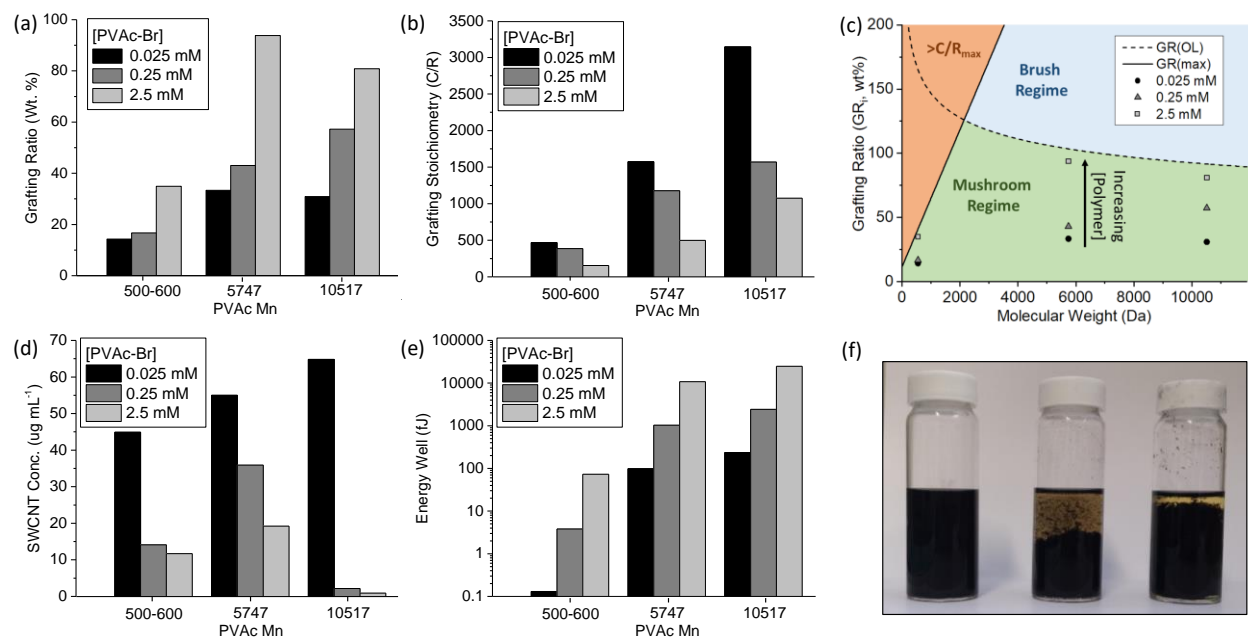 (a)
[PVAc-Br]
0.025 mM
0.25 mM
2.5 mM
Grafting Ratio (Wt. %)
100
80
60
40
20
0
500-600
5747
10517
PVAc Mn
(b)
[PVAc-Br]
0.025 mM
0.25 mM
2.5 mM
Grafting Stoichiometry (C/R)
3500
3000
2500
2000
1500
1000
500
0
500-600
5747
10517
PVAc Mn
(c)
>C/Rmax
Brush
Regime
Mushroom
Regime
Increasing
[Polymer]
GR(OL)
GR(max)
0.025 mM
0.25 mM
2.5 mM
Grafting Ratio (GRi, wt%)
200
150
100
50
0
0
2000
4000
6000
8000
10000
Molecular Weight (Da)
(d)
[PVAc-Br]
0.025 mM
0.25 mM
2.5 mM
SWCNT Conc. (ug mL-1)
70
65
60
50
40
30
20
10
0
500-600
5747
10517
PVAc Mn
(e)
[PVAc-Br]
0.025 mM
0.25 mM
2.5 mM
Energy Well (fJ)
100000
10000
1000
100
10
1
0.1
500-600
5747
10517
PVAc Mn
(f)